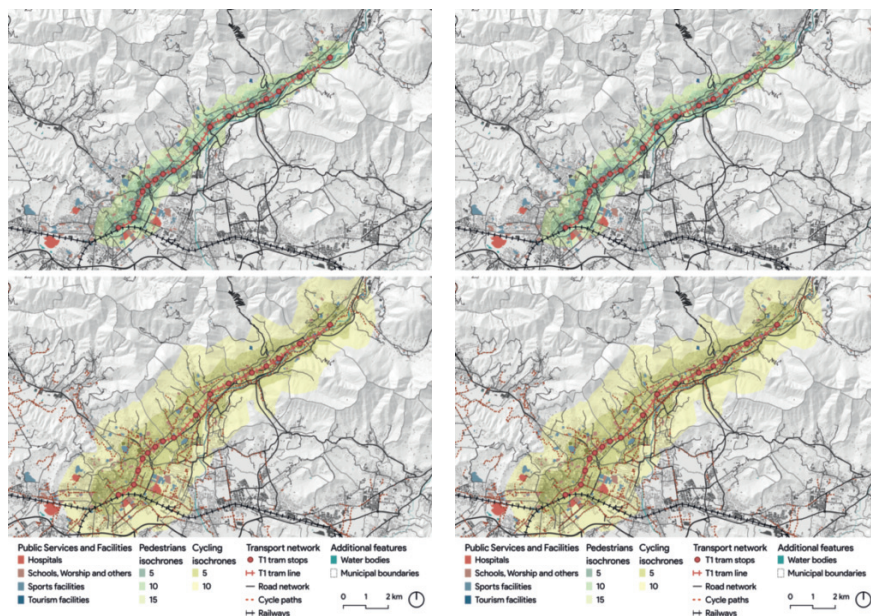 Public Services and Facilities
Hospitals
Schools, Worship and others
Sports facilities
Tourism facilities
Pedestrians
isochrones
5
10
15
Cycling
isochrones
5
10
Transport network
T1 tram stops
T1 tram line
Road network
Cycle paths
Railways
Additional features
Water bodies
Municipal boundaries
0 1 2 km
Public Services and Facilities
Hospitals
Schools, Worship and others
Sports facilities
Tourism facilities
Pedestrians
isochrones
5
10
15
Cycling
isochrones
5
10
Transport network
T1 tram stops
T1 tram line
Road network
Cycle paths
Railways
Additional features
Water bodies
Municipal boundaries
0 1 2 km